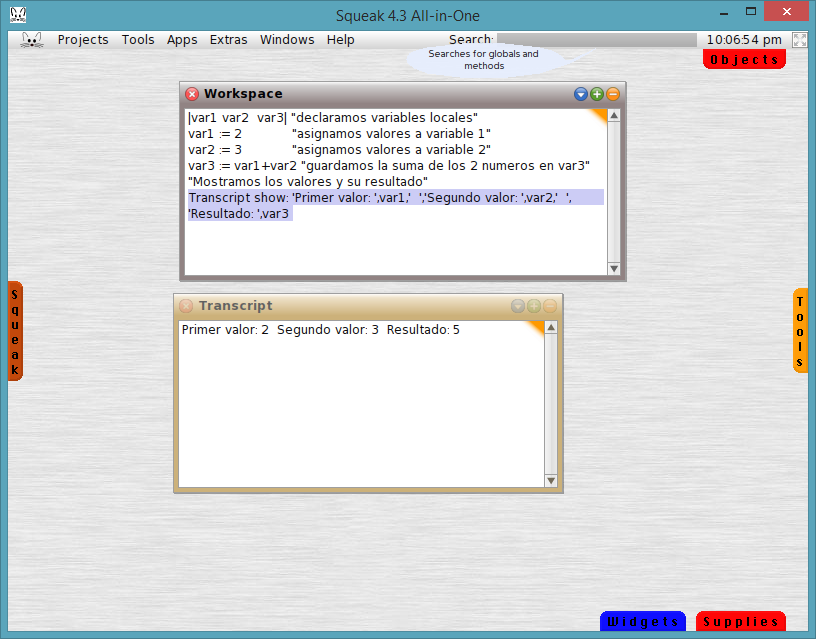 Squeak 4.3 All-in-One
Projects Tools Apps Extras Windows Help Search: 10:06:54 pm
Searches for globals and
methods
Objects
Workspace
|var1 var2  var3| "declaramos variables locales"
var1 := 2 "asignamos valores a variable 1"
var2 := 3 "asignamos valores a variable 2"
var3 := var1+var2 "guardamos la suma de los 2 numeros en var3"
"Mostramos los valores y su resultado"
Transcript show: 'Primer valor: ',var1,'  ','Segundo valor: ',var2,'  ',
'Resultado: ',var3
Squeak
Tools
Transcript
Primer valor: 2  Segundo valor: 3  Resultado: 5
Widgets Supplies